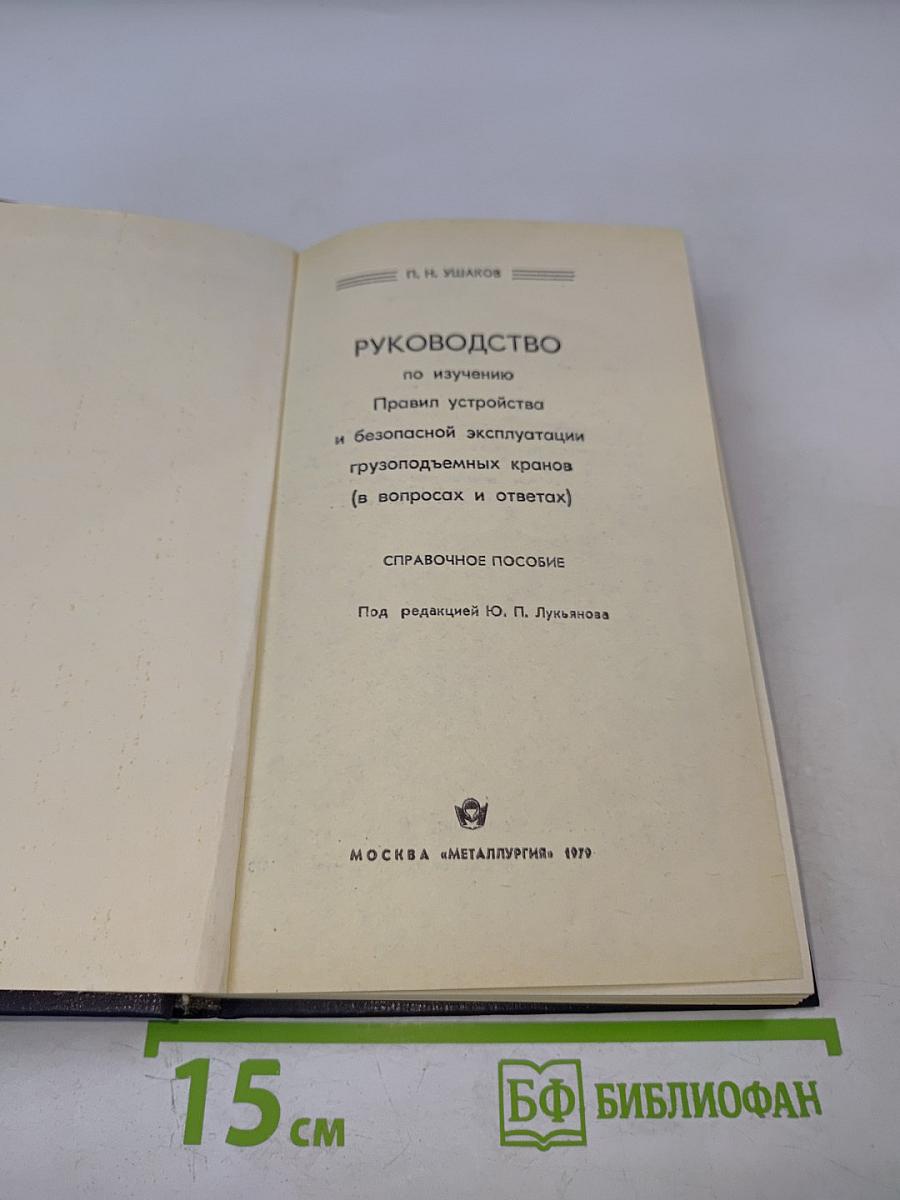 П. Н. УШАКОВ
РУКОВОДСТВО
по изучению
Правил устройства
и безопасной эксплуатации
грузоподъемных кранов
(в вопросах и ответах)
СПРАВОЧНОЕ ПОСОБИЕ
Под редакцией Ю. П. Лукьянова
МОСКВА «МЕТАЛЛУРГИЯ» 1979
15 см
БФ БИБЛИОФАН